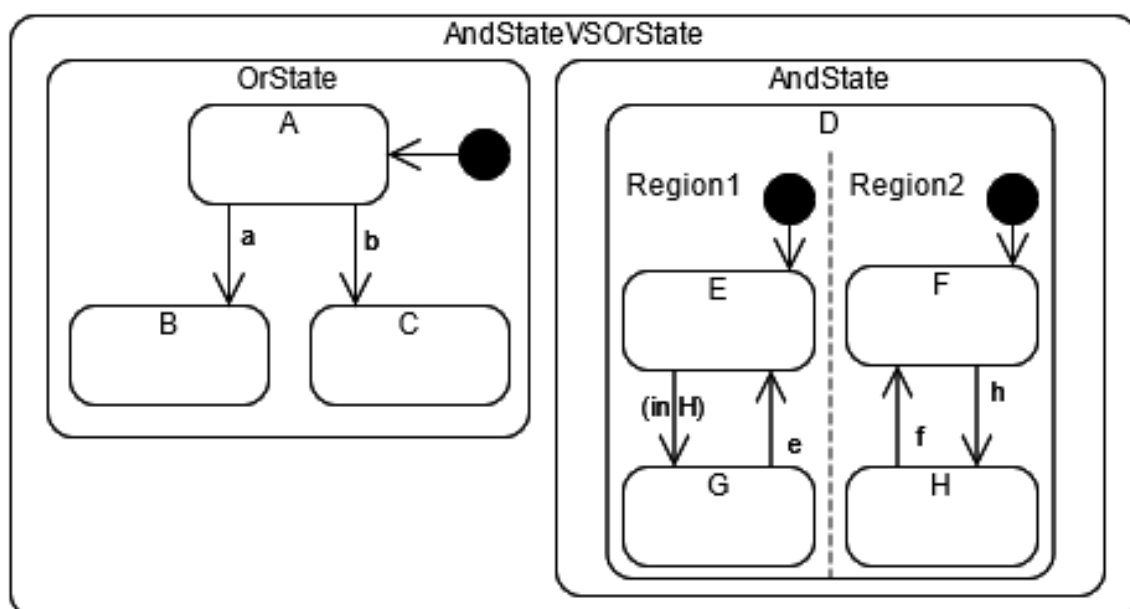 AndStateVSOrState
OrState
A
a
b
B
C
AndState
D
Region1
Region2
E
F
(in H)
e
f
h
G
H